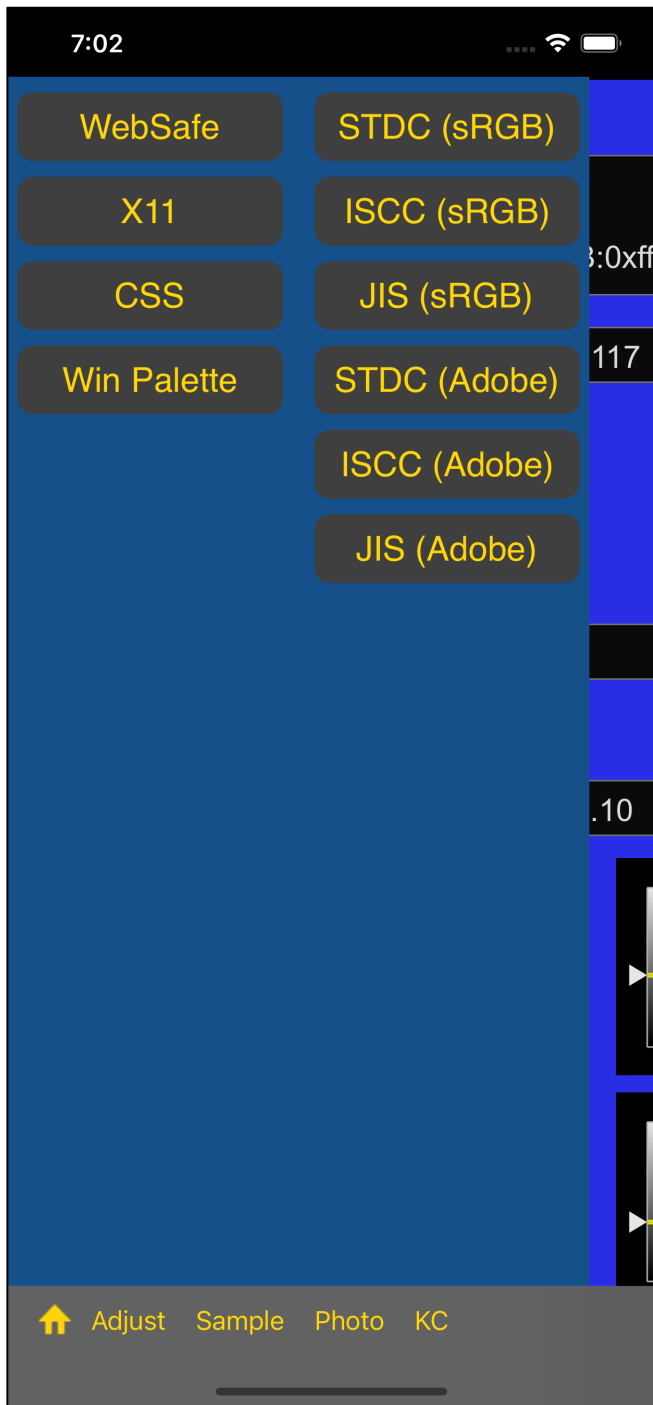 7:02
WebSafe
STDC (sRGB)
X11
ISCC (sRGB)
:0xff
CSS
JIS (sRGB)
117
Win Palette
STDC (Adobe)
ISCC (Adobe)
JIS (Adobe)
.10
Adjust Sample Photo KC